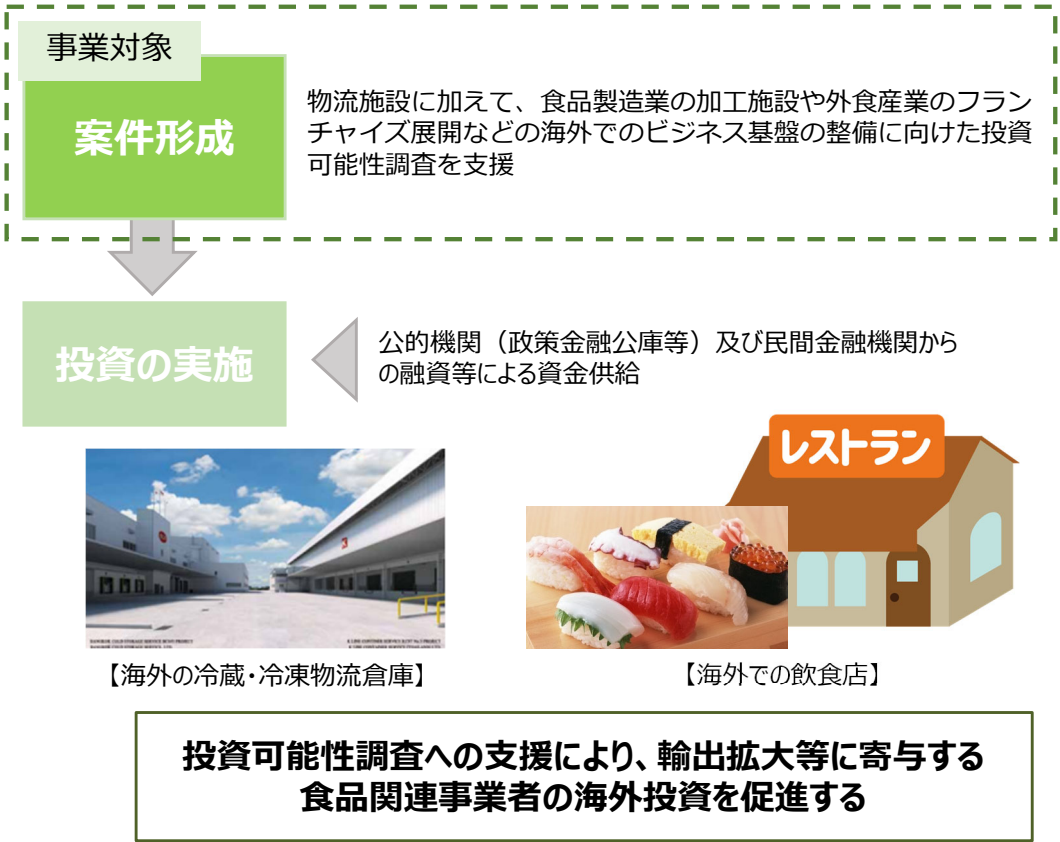 事業対象
案件形成
物流施設に加えて、食品製造業の加工施設や外食産業のフラン
チャイズ展開などの海外でのビジネス基盤の整備に向けた投資
可能性調査を支援
投資の実施
公的機関（政策金融公庫等）及び民間金融機関から
の融資等による資金供給
レストラン
【海外の冷蔵・冷凍物流倉庫】
【海外での飲食店】
投資可能性調査への支援により、輸出拡大等に寄与する
食品関連事業者の海外投資を促進する